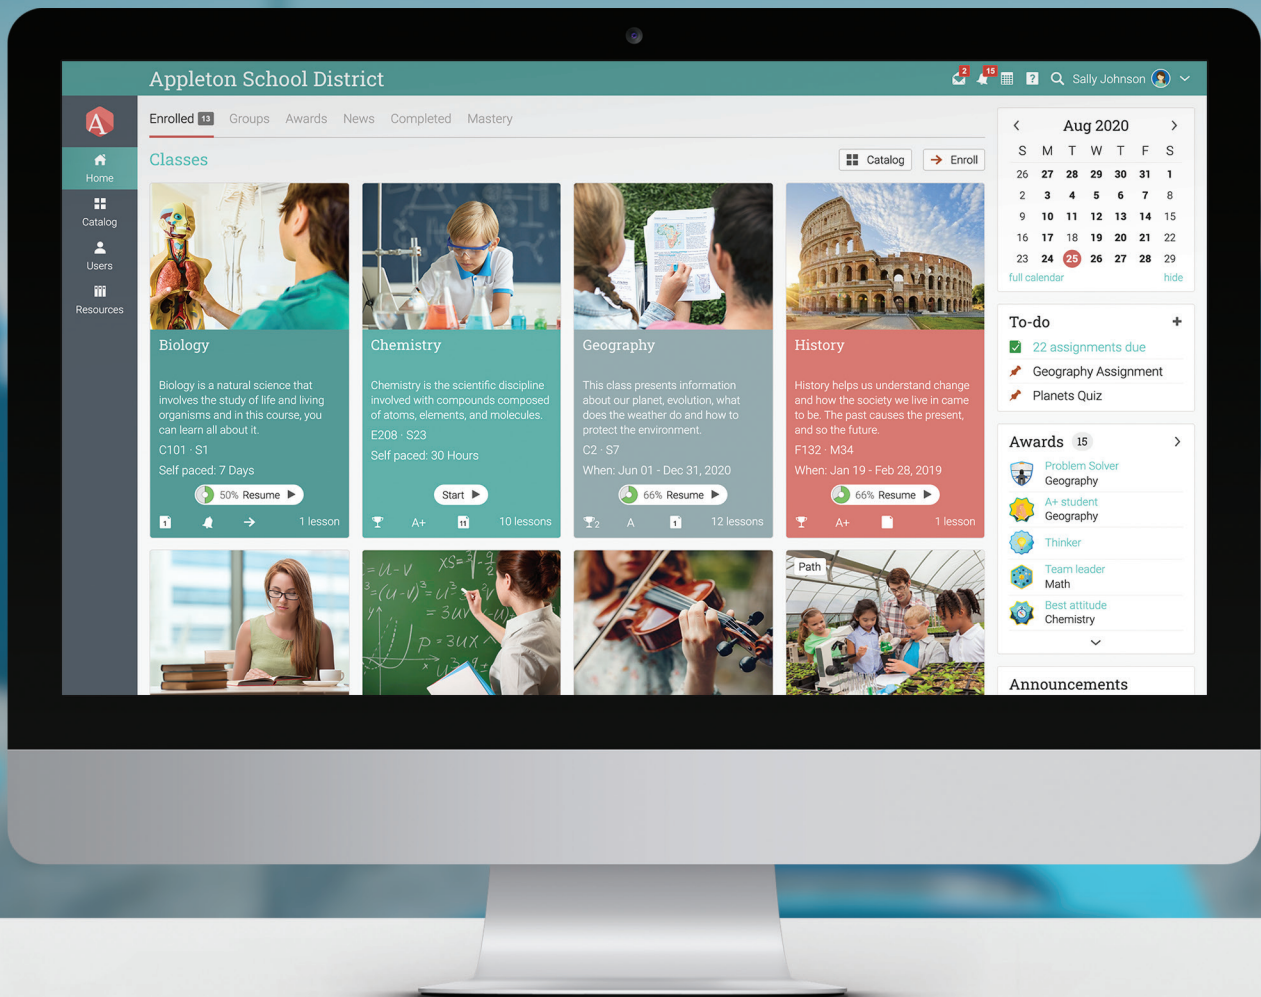 Appleton School District
2
15
?
Sally Johnson
A
Home
Catalog
Users
Resources
Enrolled 13
Groups
Awards
News
Completed
Mastery
Classes
Catalog
Enroll
Biology
Biology is a natural science that
involves the study of life and living
organisms and in this course, you
can learn all about it.
C101 · S1
Self paced: 7 Days
50% Resume
1
1 lesson
Chemistry
Chemistry is the scientific discipline
involved with compounds composed
of atoms, elements, and molecules.
E208 · S23
Self paced: 30 Hours
Start
A+
11
10 lessons
Geography
This class presents information
about our planet, evolution, what
does the weather do and how to
protect the environment.
C2 · S7
When: Jun 01 - Dec 31, 2020
66% Resume
2
A
1
12 lessons
History
History helps us understand change
and how the society we live in came
to be. The past causes the present,
and so the future.
F132 · M34
When: Jan 19 - Feb 28, 2019
66% Resume
A+
1 lesson
Path
Aug 2020
S M T W T F S
26 27 28 29 30 31 1
2 3 4 5 6 7 8
9 10 11 12 13 14 15
16 17 18 19 20 21 22
23 24 25 26 27 28 29
full calendar
hide
To-do
22 assignments due
Geography Assignment
Planets Quiz
Awards 15
Problem Solver
Geography
A+ student
Geography
Thinker
Team leader
Math
Best attitude
Chemistry
Announcements